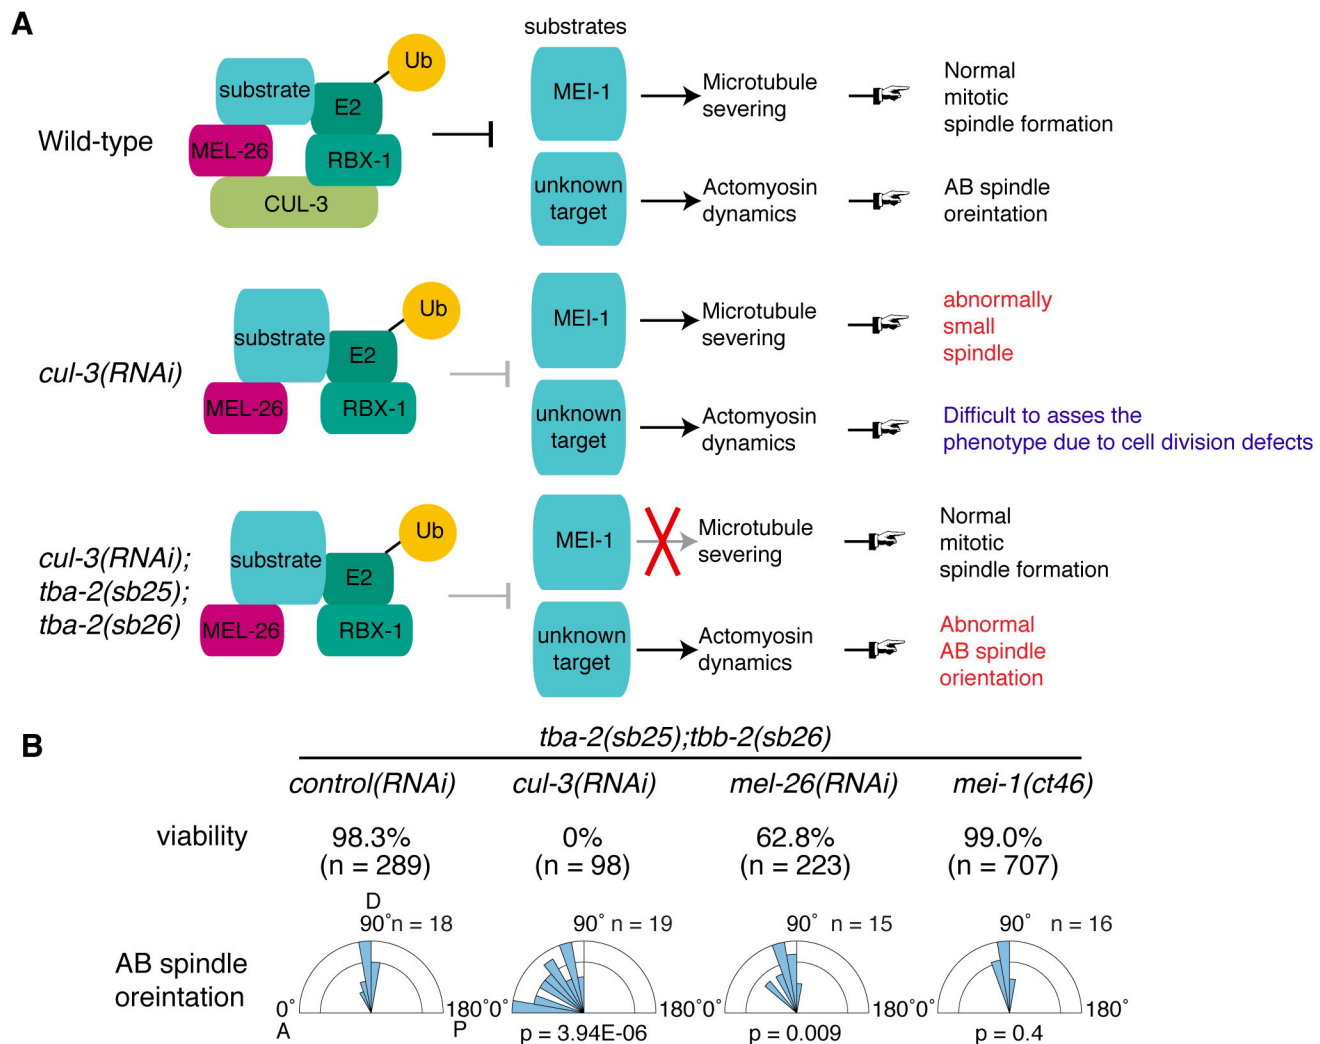 A
substrates
Wild-type
substrate
Ub
E2
MEL-26
RBX-1
CUL-3
MEI-1
Microtubule
severing
Normal
mitotic
spindle formation
unknown
target
Actomyosin
dynamics
AB spindle
oreintation
cul-3(RNAi)
substrate
Ub
E2
MEL-26
RBX-1
MEI-1
Microtubule
severing
abnormally
small
spindle
unknown
target
Actomyosin
dynamics
Difficult to asses the
phenotype due to cell division defects
cul-3(RNAi);
tba-2(sb25);
tba-2(sb26)
substrate
Ub
E2
MEL-26
RBX-1
MEI-1
Microtubule
severing
Normal
mitotic
spindle formation
unknown
target
Actomyosin
dynamics
Abnormal
AB spindle
orientation
B
tba-2(sb25);tbb-2(sb26)
control(RNAi) cul-3(RNAi) mel-26(RNAi) mei-1(ct46)
viability 98.3% 0% 62.8% 99.0%
(n = 289) (n = 98) (n = 223) (n = 707)
D
90° n = 18 90° n = 19 90° n = 15 90° n = 16
AB spindle
oreintation
0° 180° 0° 180° 0° 180° 0° 180°
A P p = 3.94E-06 p = 0.009 p = 0.4